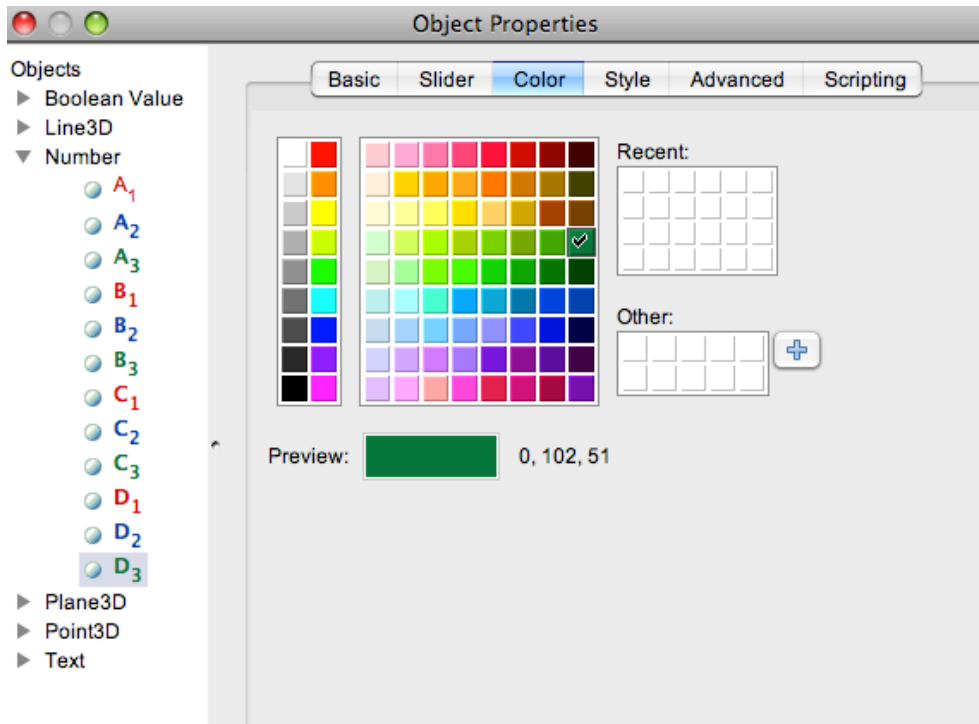 Object Properties
Objects
Boolean Value
Line3D
Number
A1
A2
A3
B1
B2
B3
C1
C2
C3
D1
D2
D3
Plane3D
Point3D
Text
Basic Slider Color Style Advanced Scripting
Recent:
Other:
Preview: 0, 102, 51